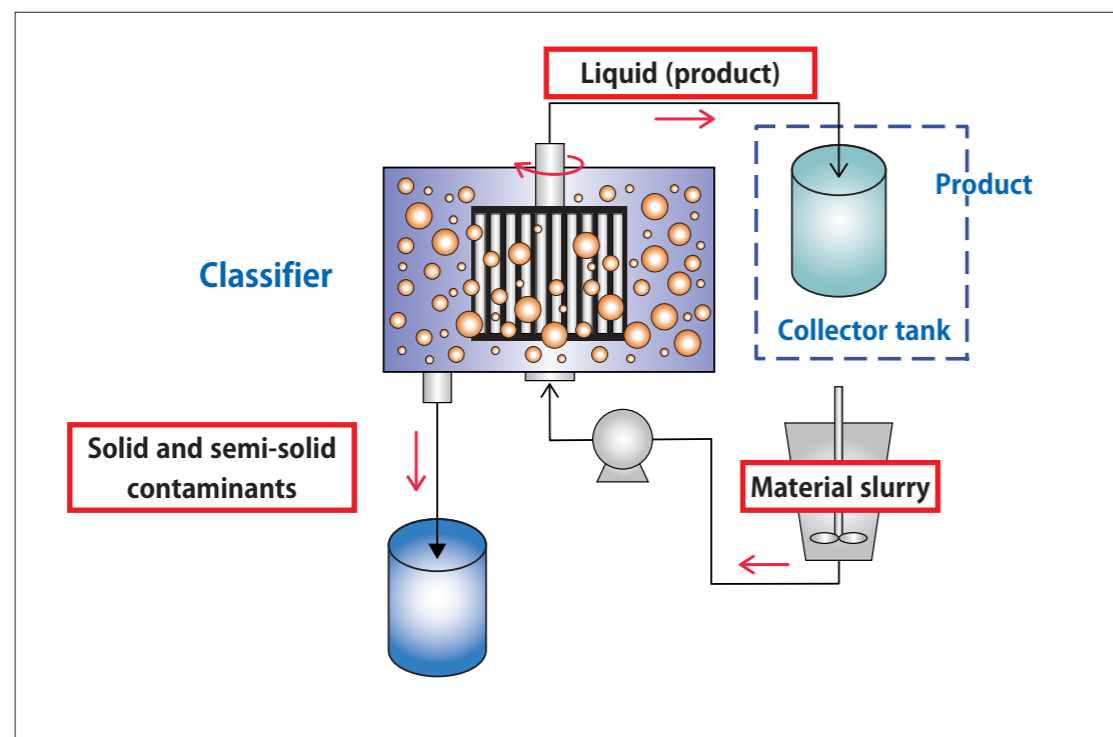 Liquid (product)
Product
Classifier
Collector tank
Solid and semi-solid
contaminants
Material slurry